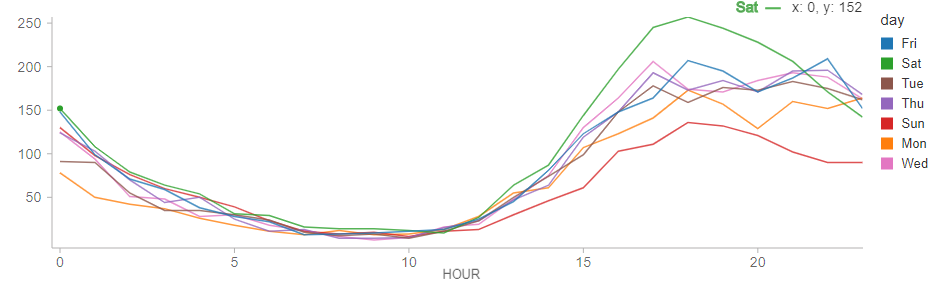 Sat — x: 0, y: 152
day
250
200
150
100
50
0 5 10 15 20
HOUR
Fri
Sat
Tue
Thu
Sun
Mon
Wed